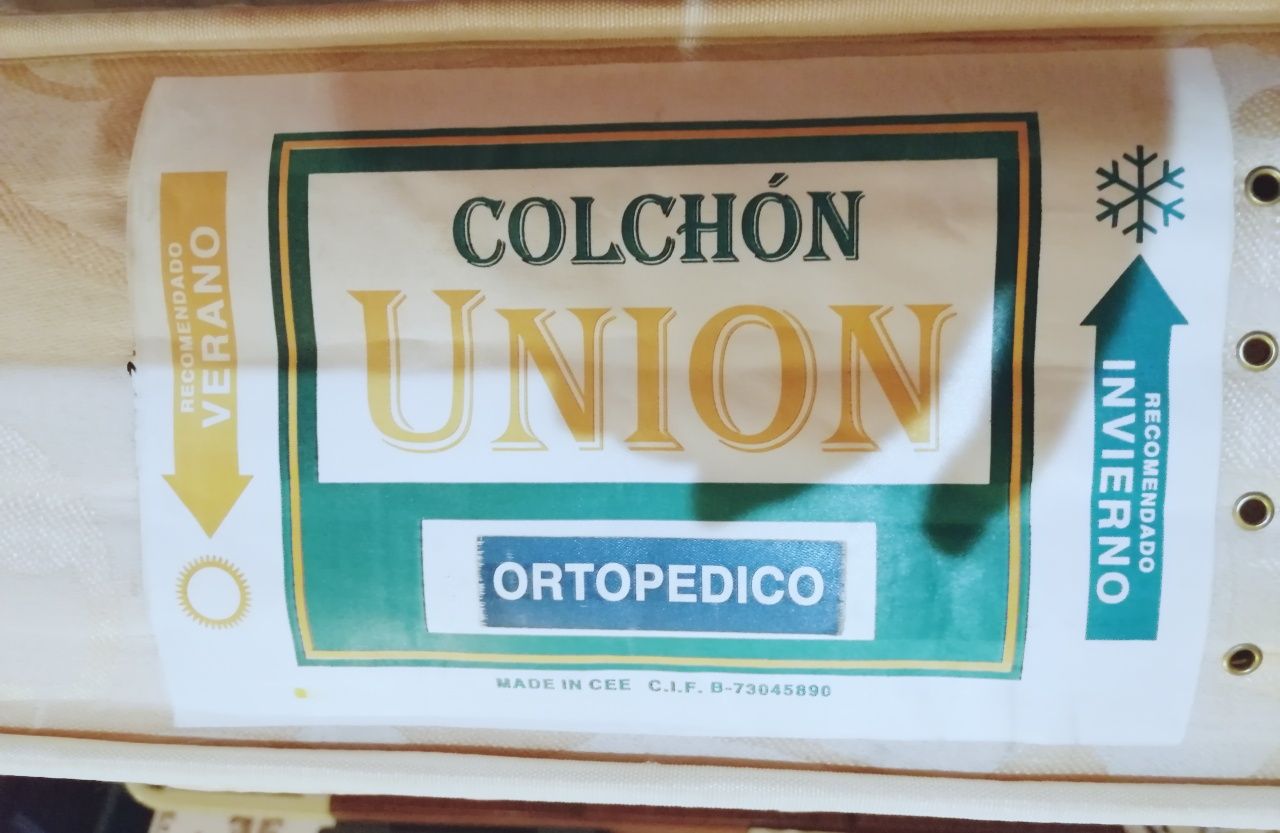 RECOMENDADO
VERANO
COLCHÓN
UNION
ORTOPEDICO
MADE IN CEE C.I.F. B-73045890
RECOMENDADO
INVIERNO